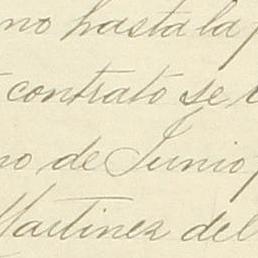 no hasta la
contrato se
no de Junio
Martinez del